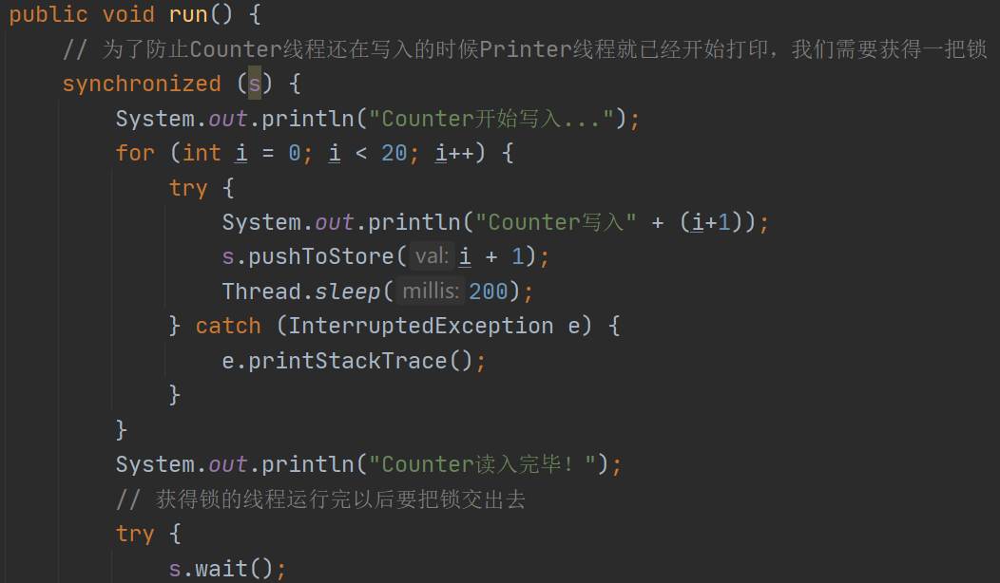 public void run() {
// 为了防止Counter线程还在写入的时候Printer线程就已经开始打印，我们需要获得一把锁
synchronized (s) {
System.out.println("Counter开始写入...");
for (int i = 0; i < 20; i++) {
try {
System.out.println("Counter写入" + (i+1));
s.pushToStore( val: i + 1);
Thread.sleep( millis: 200);
} catch (InterruptedException e) {
e.printStackTrace();
}
}
System.out.println("Counter读入完毕！");
// 获得锁的线程运行完以后要把锁交出去
try {
s.wait();